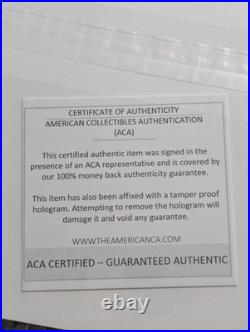 CERTIFICATE OF AUTHENTICITY
AMERICAN COLLECTIBLES AUTHENTICATION
(ACA)
This certified authentic item was signed in the
presence of an ACA representative and is covered by
our 100% money back authenticity guarantee.
This item has also been affixed with a tamper proof
hologram. Attempting to remove the hologram will
damage it and void any guarantee.
WWW.THEAMERICANCA.COM
ACA CERTIFIED – GUARANTEED AUTHENTIC